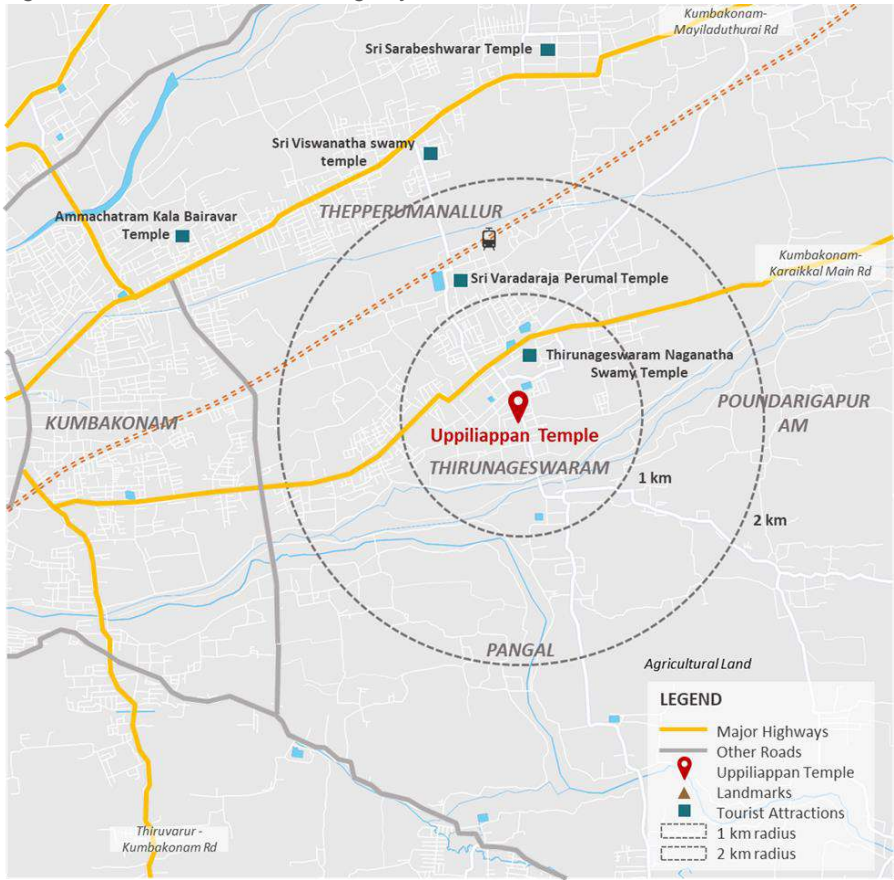 Kumbakonam-
Mayiladuthurai Rd
Sri Sarabeshwarar Temple
Sri Viswanatha swamy
temple
THEPPERUMANALLUR
Ammachatram Kala Bairavar
Temple
Kumbakonam-
Karaikkal Main Rd
Sri Varadaraja Perumal Temple
Thirunageswaram Naganatha
Swamy Temple
POUNDARIGAPUR
AM
KUMBAKONAM
Uppiliappan Temple
THIRUNAGESWARAM
1 km
2 km
PANGAL
Agricultural Land
LEGEND
Major Highways
Other Roads
Uppiliappan Temple
Landmarks
Tourist Attractions
1 km radius
2 km radius
Thiruvarur -
Kumbakonam Rd